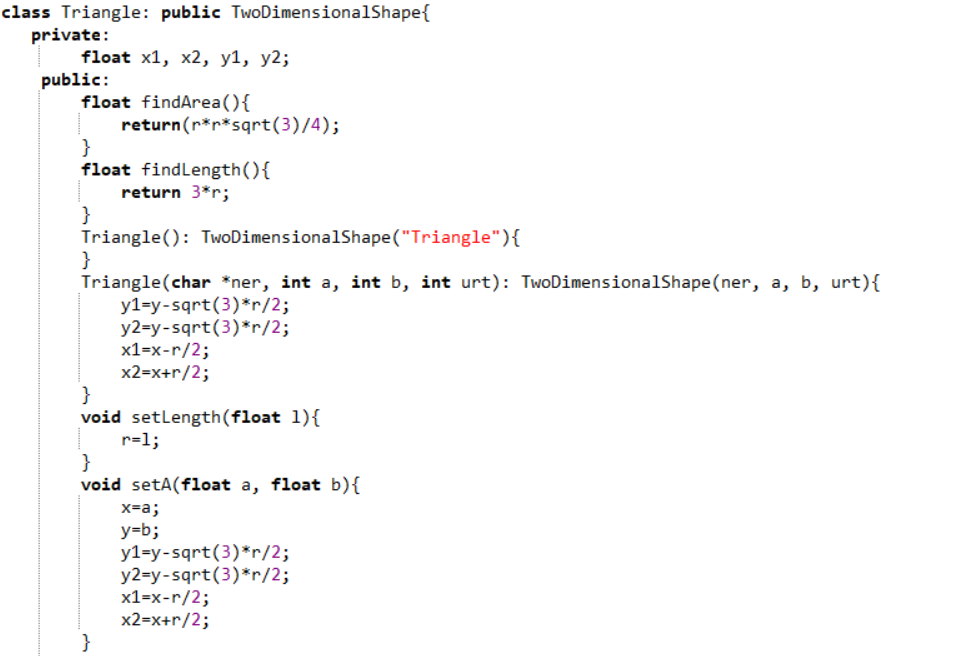 class Triangle: public TwoDimensionalShape{
private:
float x1, x2, y1, y2;
public:
float findArea(){
return(r*r*sqrt(3)/4);
}
float findLength(){
return 3*r;
}
Triangle(): TwoDimensionalShape("Triangle"){
}
Triangle(char *ner, int a, int b, int urt): TwoDimensionalShape(ner, a, b, urt){
y1=y-sqrt(3)*r/2;
y2=y-sqrt(3)*r/2;
x1=x-r/2;
x2=x+r/2;
}
void setLength(float l){
r=l;
}
void setA(float a, float b){
x=a;
y=b;
y1=y-sqrt(3)*r/2;
y2=y-sqrt(3)*r/2;
x1=x-r/2;
x2=x+r/2;
}